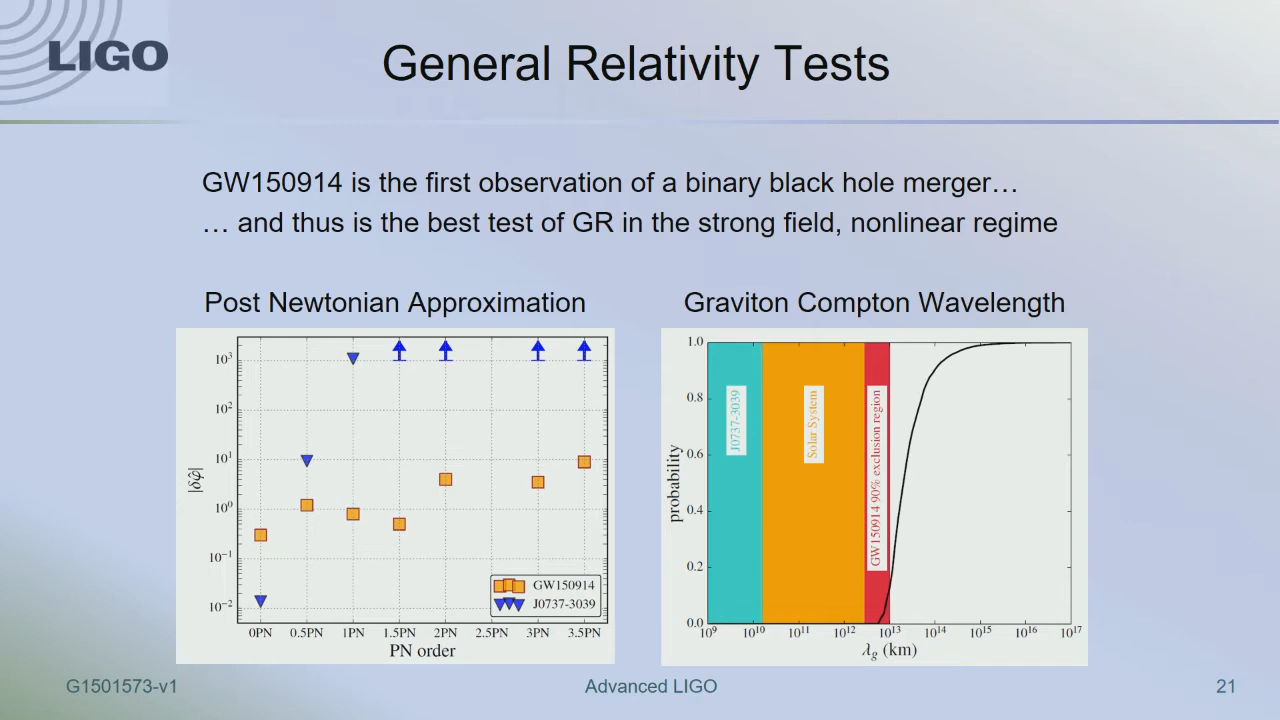 LIGO
General Relativity Tests
GW150914 is the first observation of a binary black hole merger…
… and thus is the best test of GR in the strong field, nonlinear regime
Post Newtonian Approximation
10³
10²
10¹
10⁰
10⁻¹
10⁻²
|δφ̂|
GW150914
J0737-3039
0PN 0.5PN 1PN 1.5PN 2PN 2.5PN 3PN 3.5PN
PN order
Graviton Compton Wavelength
1.0
0.8
0.6
0.4
0.2
0.0
probability
J0737-3039
Solar System
GW150914 90% exclusion region
10⁹ 10¹⁰ 10¹¹ 10¹² 10¹³ 10¹⁴ 10¹⁵ 10¹⁶ 10¹⁷
λg (km)
G1501573-v1
Advanced LIGO
21